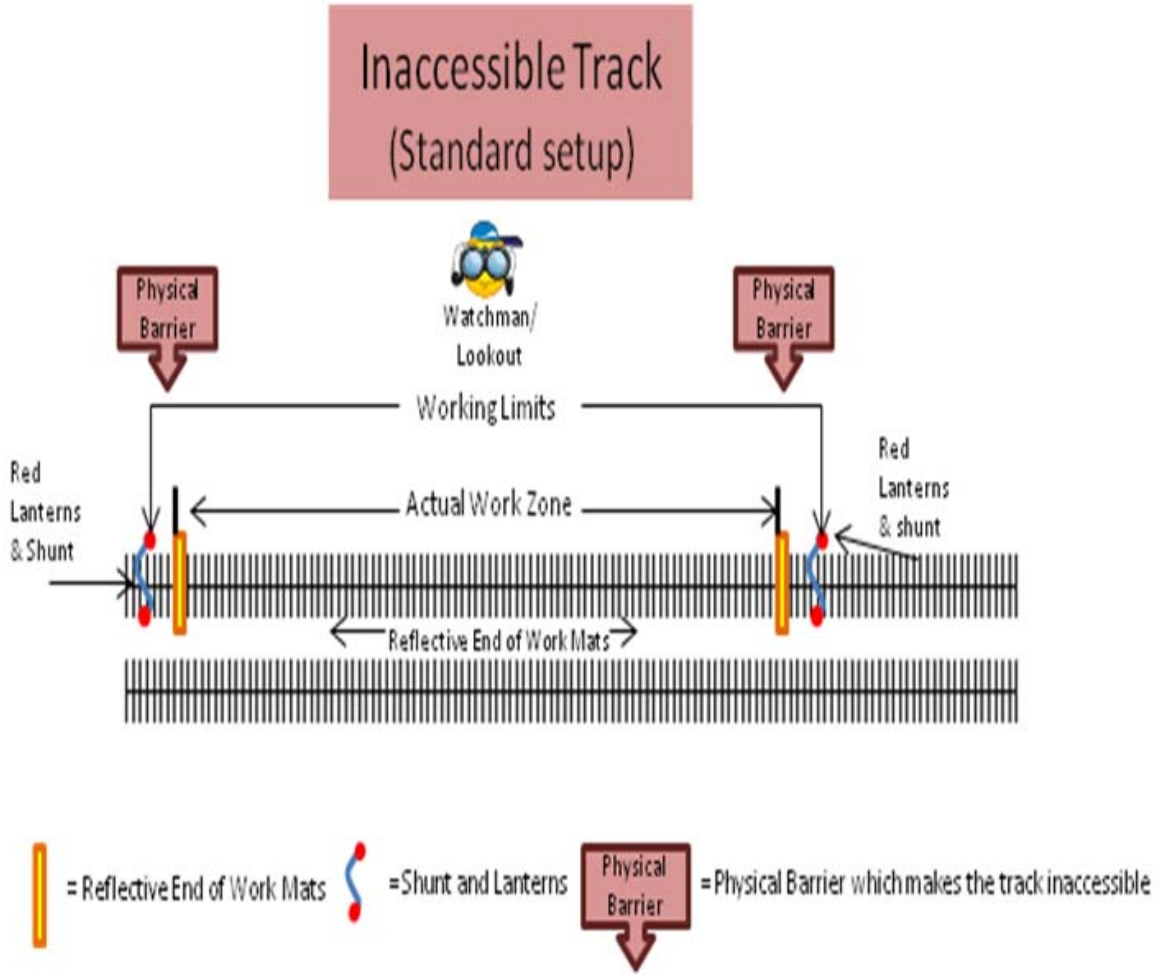 Inaccessible Track
(Standard setup)
Physical
Barrier
Watchman/
Lookout
Physical
Barrier
Working Limits
Red
Lanterns
& Shunt
Actual Work Zone
Red
Lanterns
& shunt
Reflective End of Work Mats
= Reflective End of Work Mats
=Shunt and Lanterns
Physical
Barrier
=Physical Barrier which makes the track inaccessible